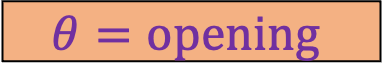 θ = opening